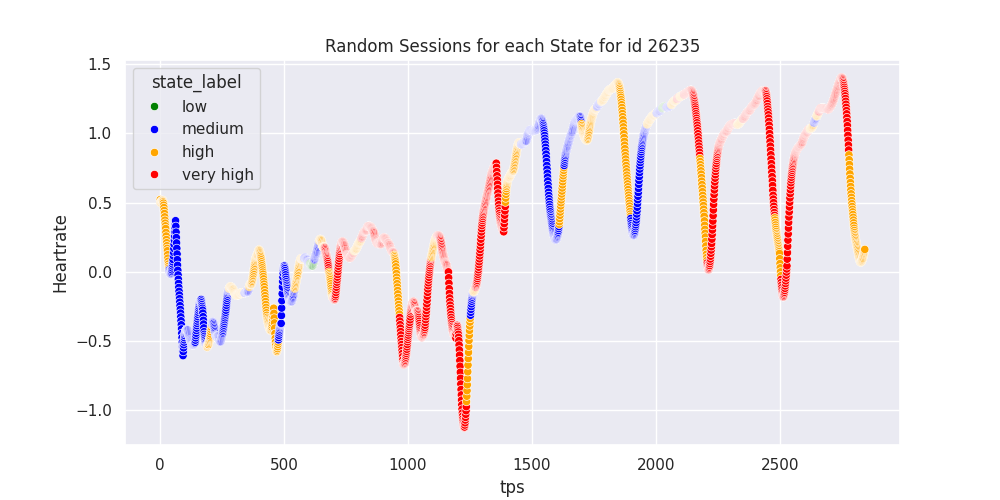 Random Sessions for each State for id 26235
state_label
low
medium
high
very high
Heartrate
1.5
1.0
0.5
0.0
−0.5
−1.0
0 500 1000 1500 2000 2500
tps